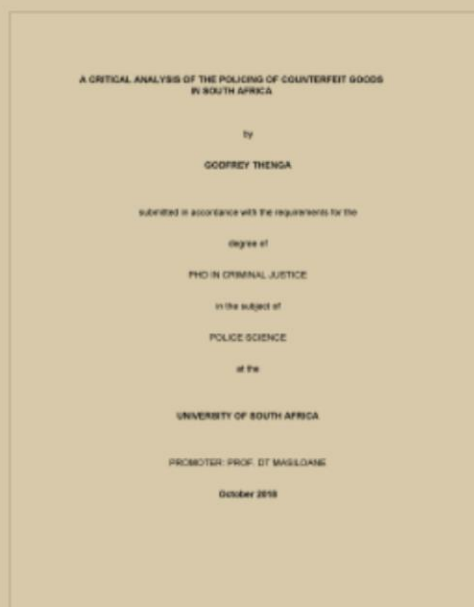 A CRITICAL ANALYSIS OF THE POLICING OF COUNTERFEIT GOODS
IN SOUTH AFRICA
by
GODFREY THENGA
submitted in accordance with the requirements for the
degree of
PHD IN CRIMINAL JUSTICE
in the subject of
POLICE SCIENCE
at the
UNIVERSITY OF SOUTH AFRICA
PROMOTER: PROF. DT MASILOANE
October 2018